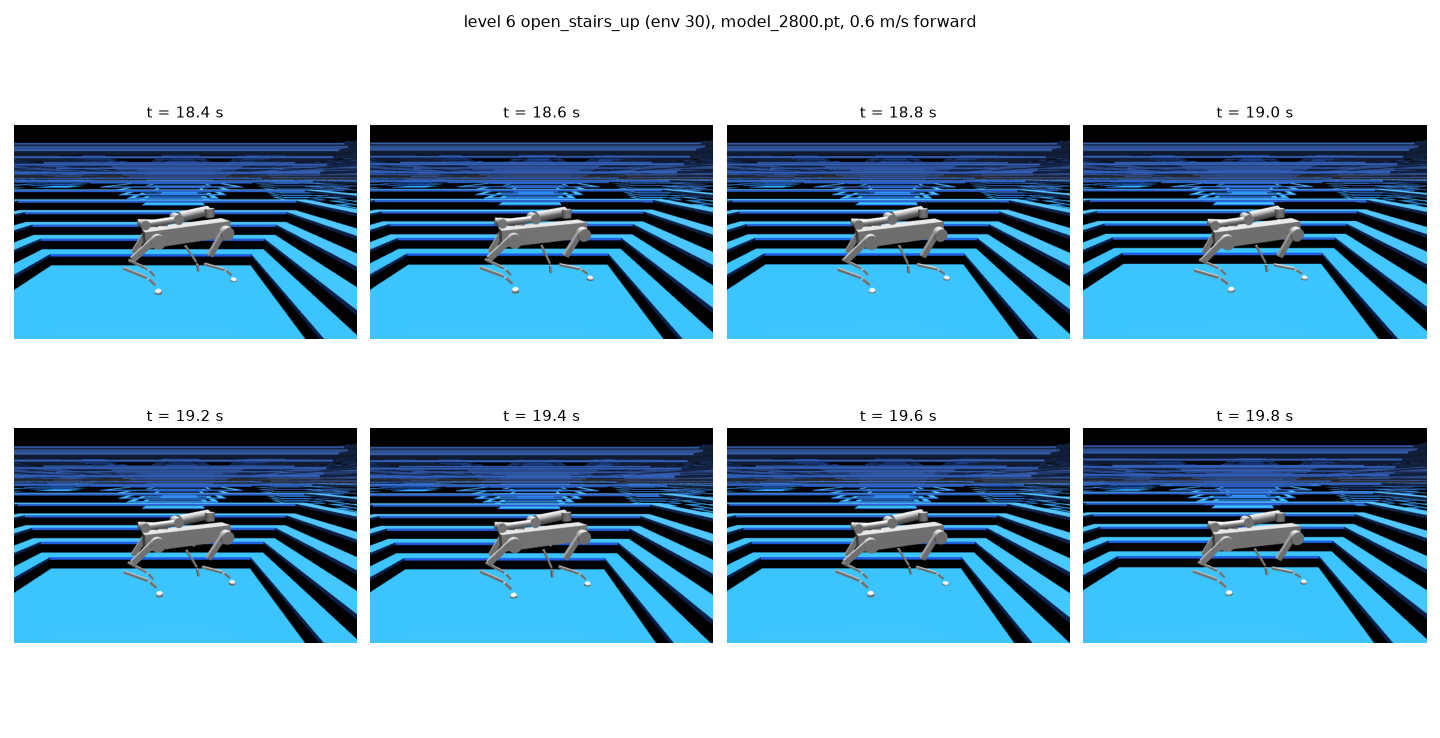 level 6 open_stairs_up (env 30), model_2800.pt, 0.6 m/s forward
t = 18.4 s
t = 18.6 s
t = 18.8 s
t = 19.0 s
t = 19.2 s
t = 19.4 s
t = 19.6 s
t = 19.8 s